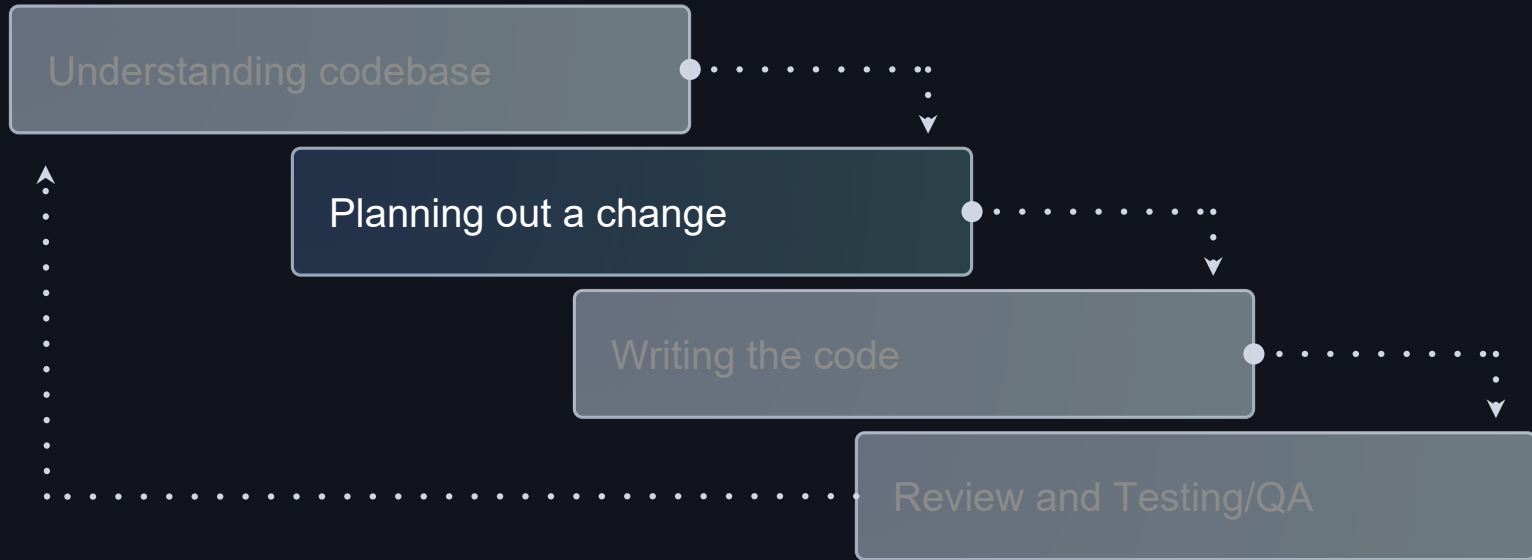 Understanding codebase
Planning out a change
Writing the code
Review and Testing/QA